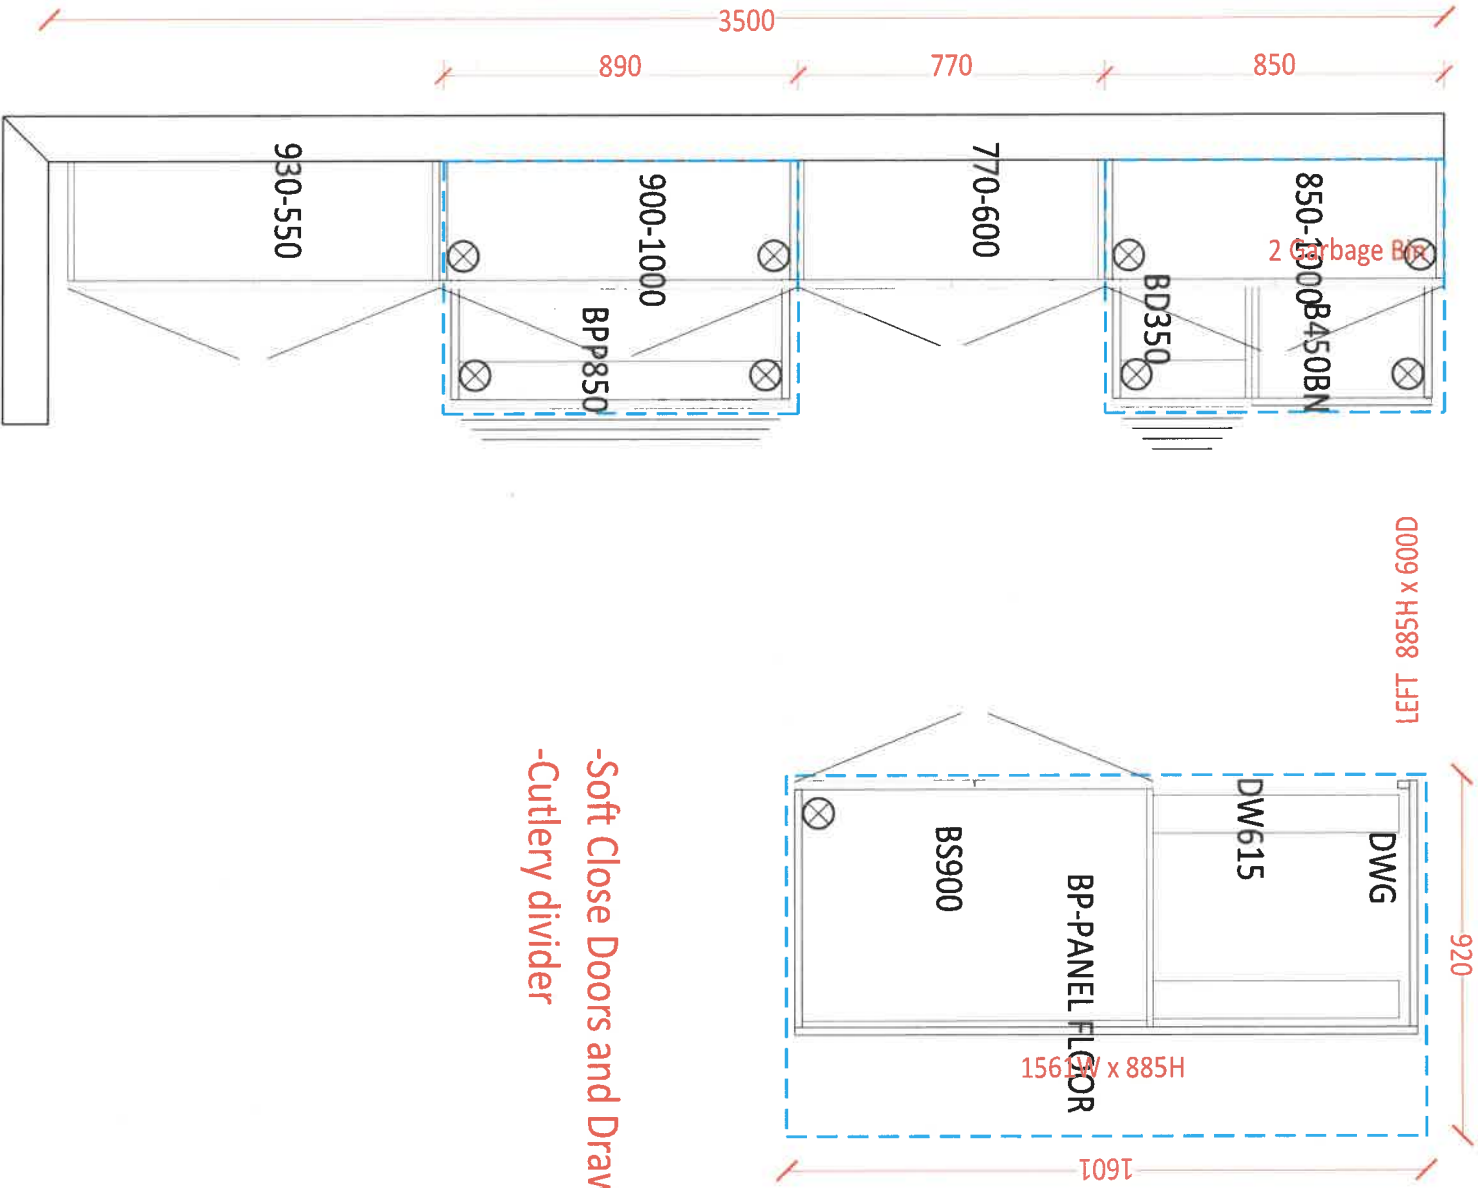 3500
890
770
850
930-550
900-1000
770-600
850-1000
2 Garbage Bin
BPP850
BD350
B450BN
LEFT 885H x 600D
BS900
DW615
DWG
BP-PANEL FLOOR
1561W x 885H
920
1601
-Soft Close Doors and Draw
-Cutlery divider